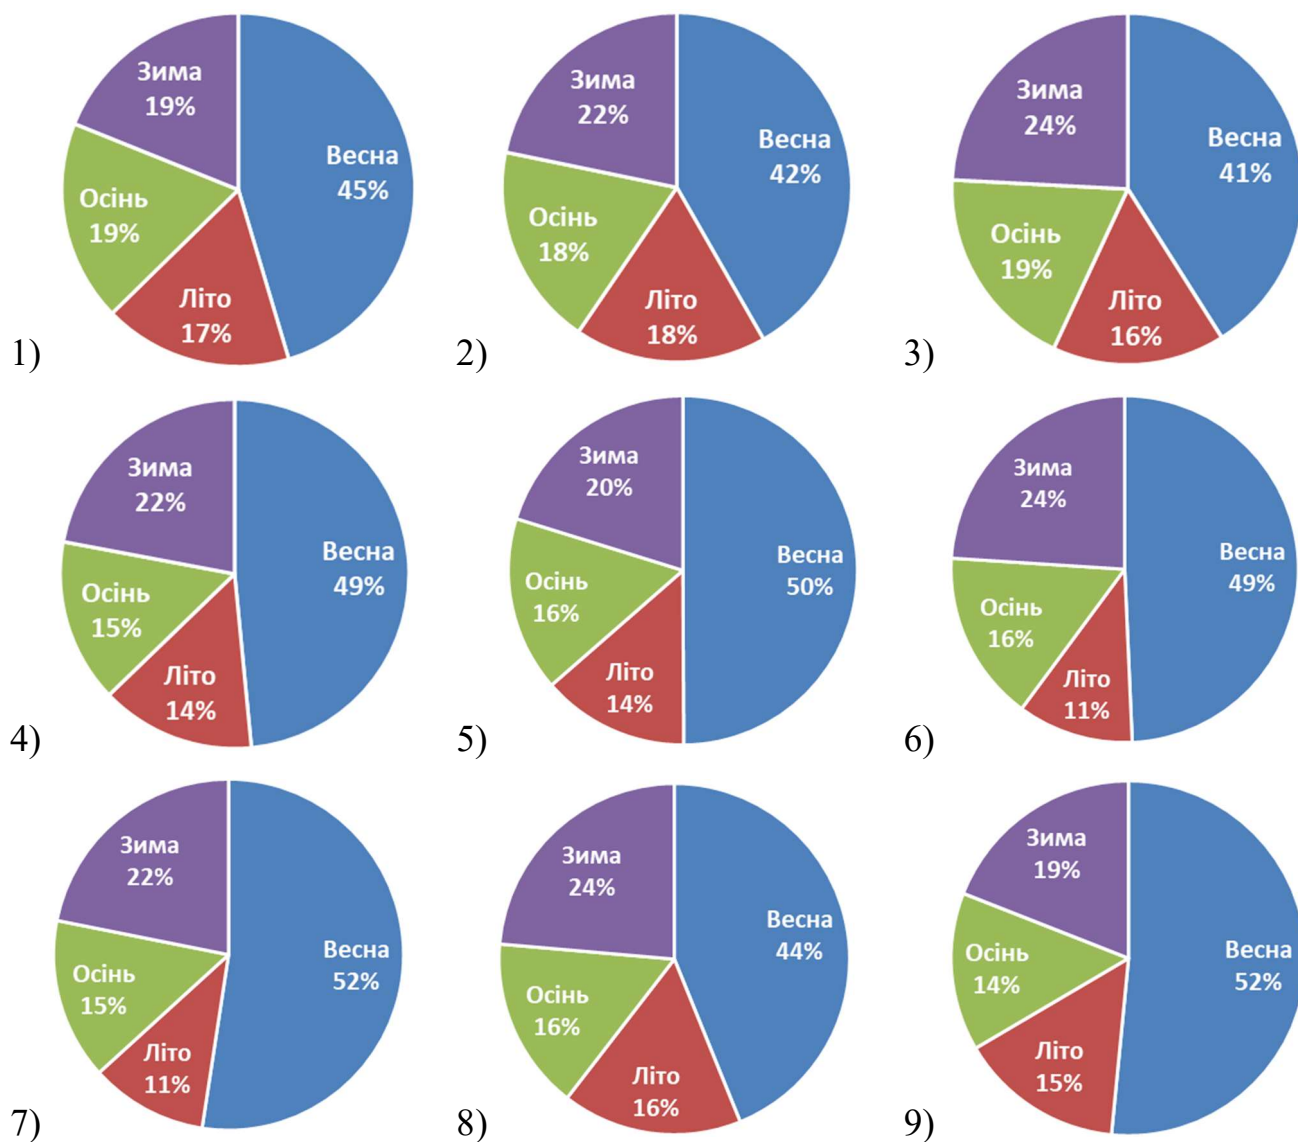 Зима
19%
Весна
45%
Осінь
19%
Літо
17%
1)
Зима
22%
Весна
42%
Осінь
18%
Літо
18%
2)
Зима
24%
Весна
41%
Осінь
19%
Літо
16%
3)
Зима
22%
Весна
49%
Осінь
15%
Літо
14%
4)
Зима
20%
Весна
50%
Осінь
16%
Літо
14%
5)
Зима
24%
Весна
49%
Осінь
16%
Літо
11%
6)
Зима
22%
Весна
52%
Осінь
15%
Літо
11%
7)
Зима
24%
Весна
44%
Осінь
16%
Літо
16%
8)
Зима
19%
Весна
52%
Осінь
14%
Літо
15%
9)